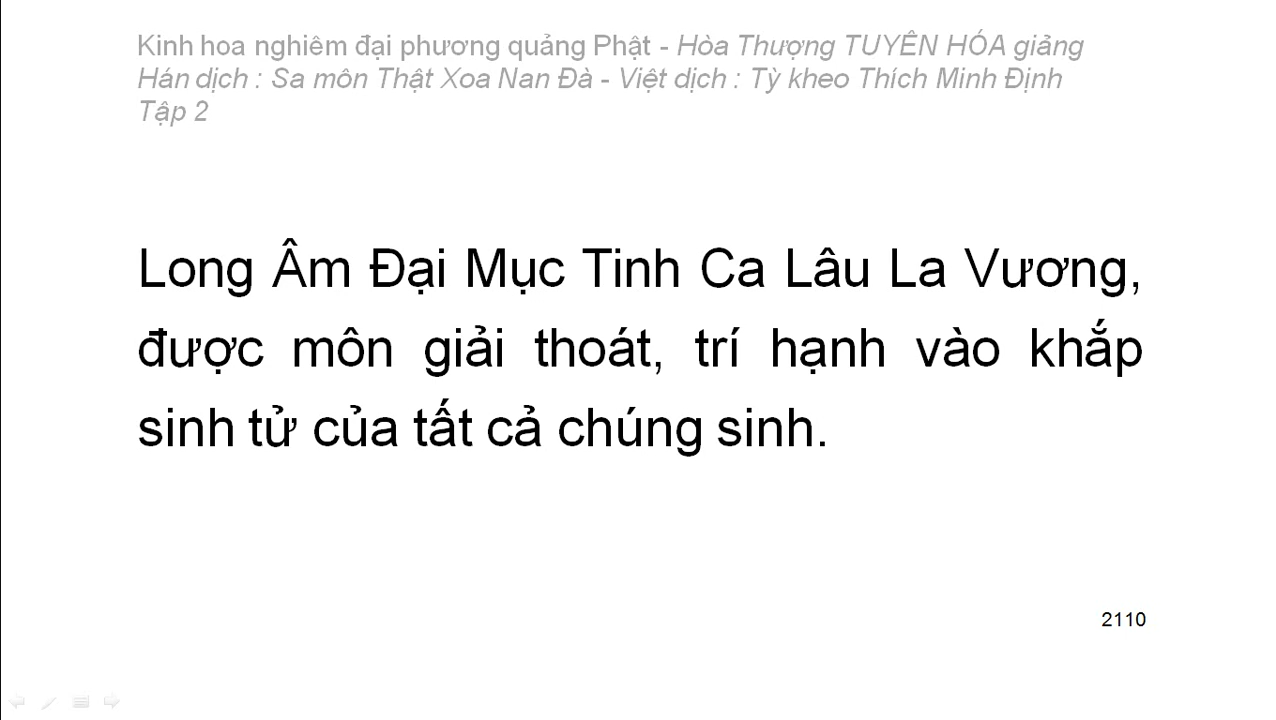 Kinh hoa nghiêm đại phương quảng Phật - Hòa Thượng TUYÊN HÓA giảng
Hán dịch : Sa môn Thật Xoa Nan Đà - Việt dịch : Tỳ kheo Thích Minh Định
Tập 2
Long Âm Đại Mục Tinh Ca Lâu La Vương,
được môn giải thoát, trí hạnh vào khắp
sinh tử của tất cả chúng sinh.
2110